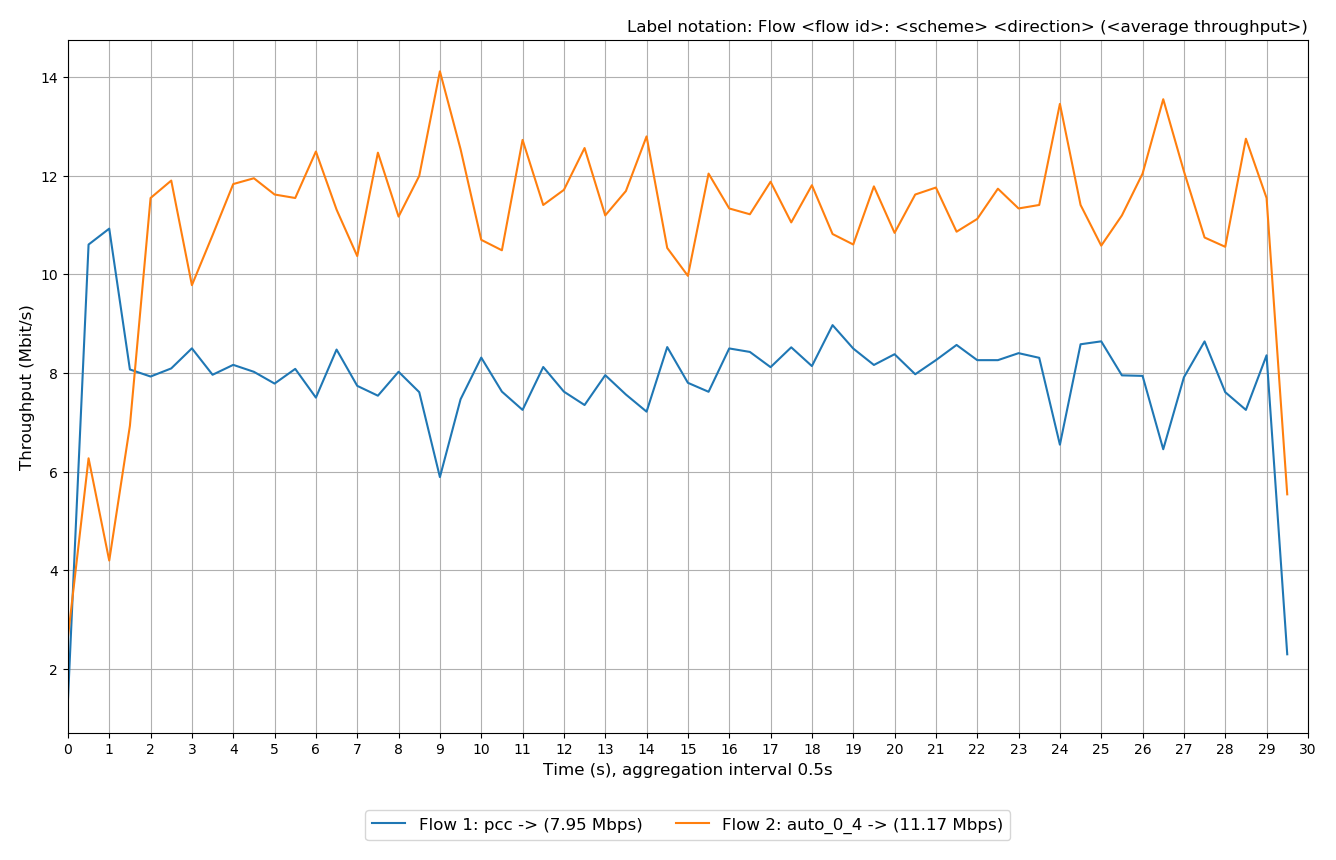 Label notation: Flow <flow id>: <scheme> <direction> (<average throughput>)
14
12
10
8
6
4
2
Throughput (Mbit/s)
0 1 2 3 4 5 6 7 8 9 10 11 12 13 14 15 16 17 18 19 20 21 22 23 24 25 26 27 28 29 30
Time (s), aggregation interval 0.5s
Flow 1: pcc -> (7.95 Mbps) Flow 2: auto_0_4 -> (11.17 Mbps)